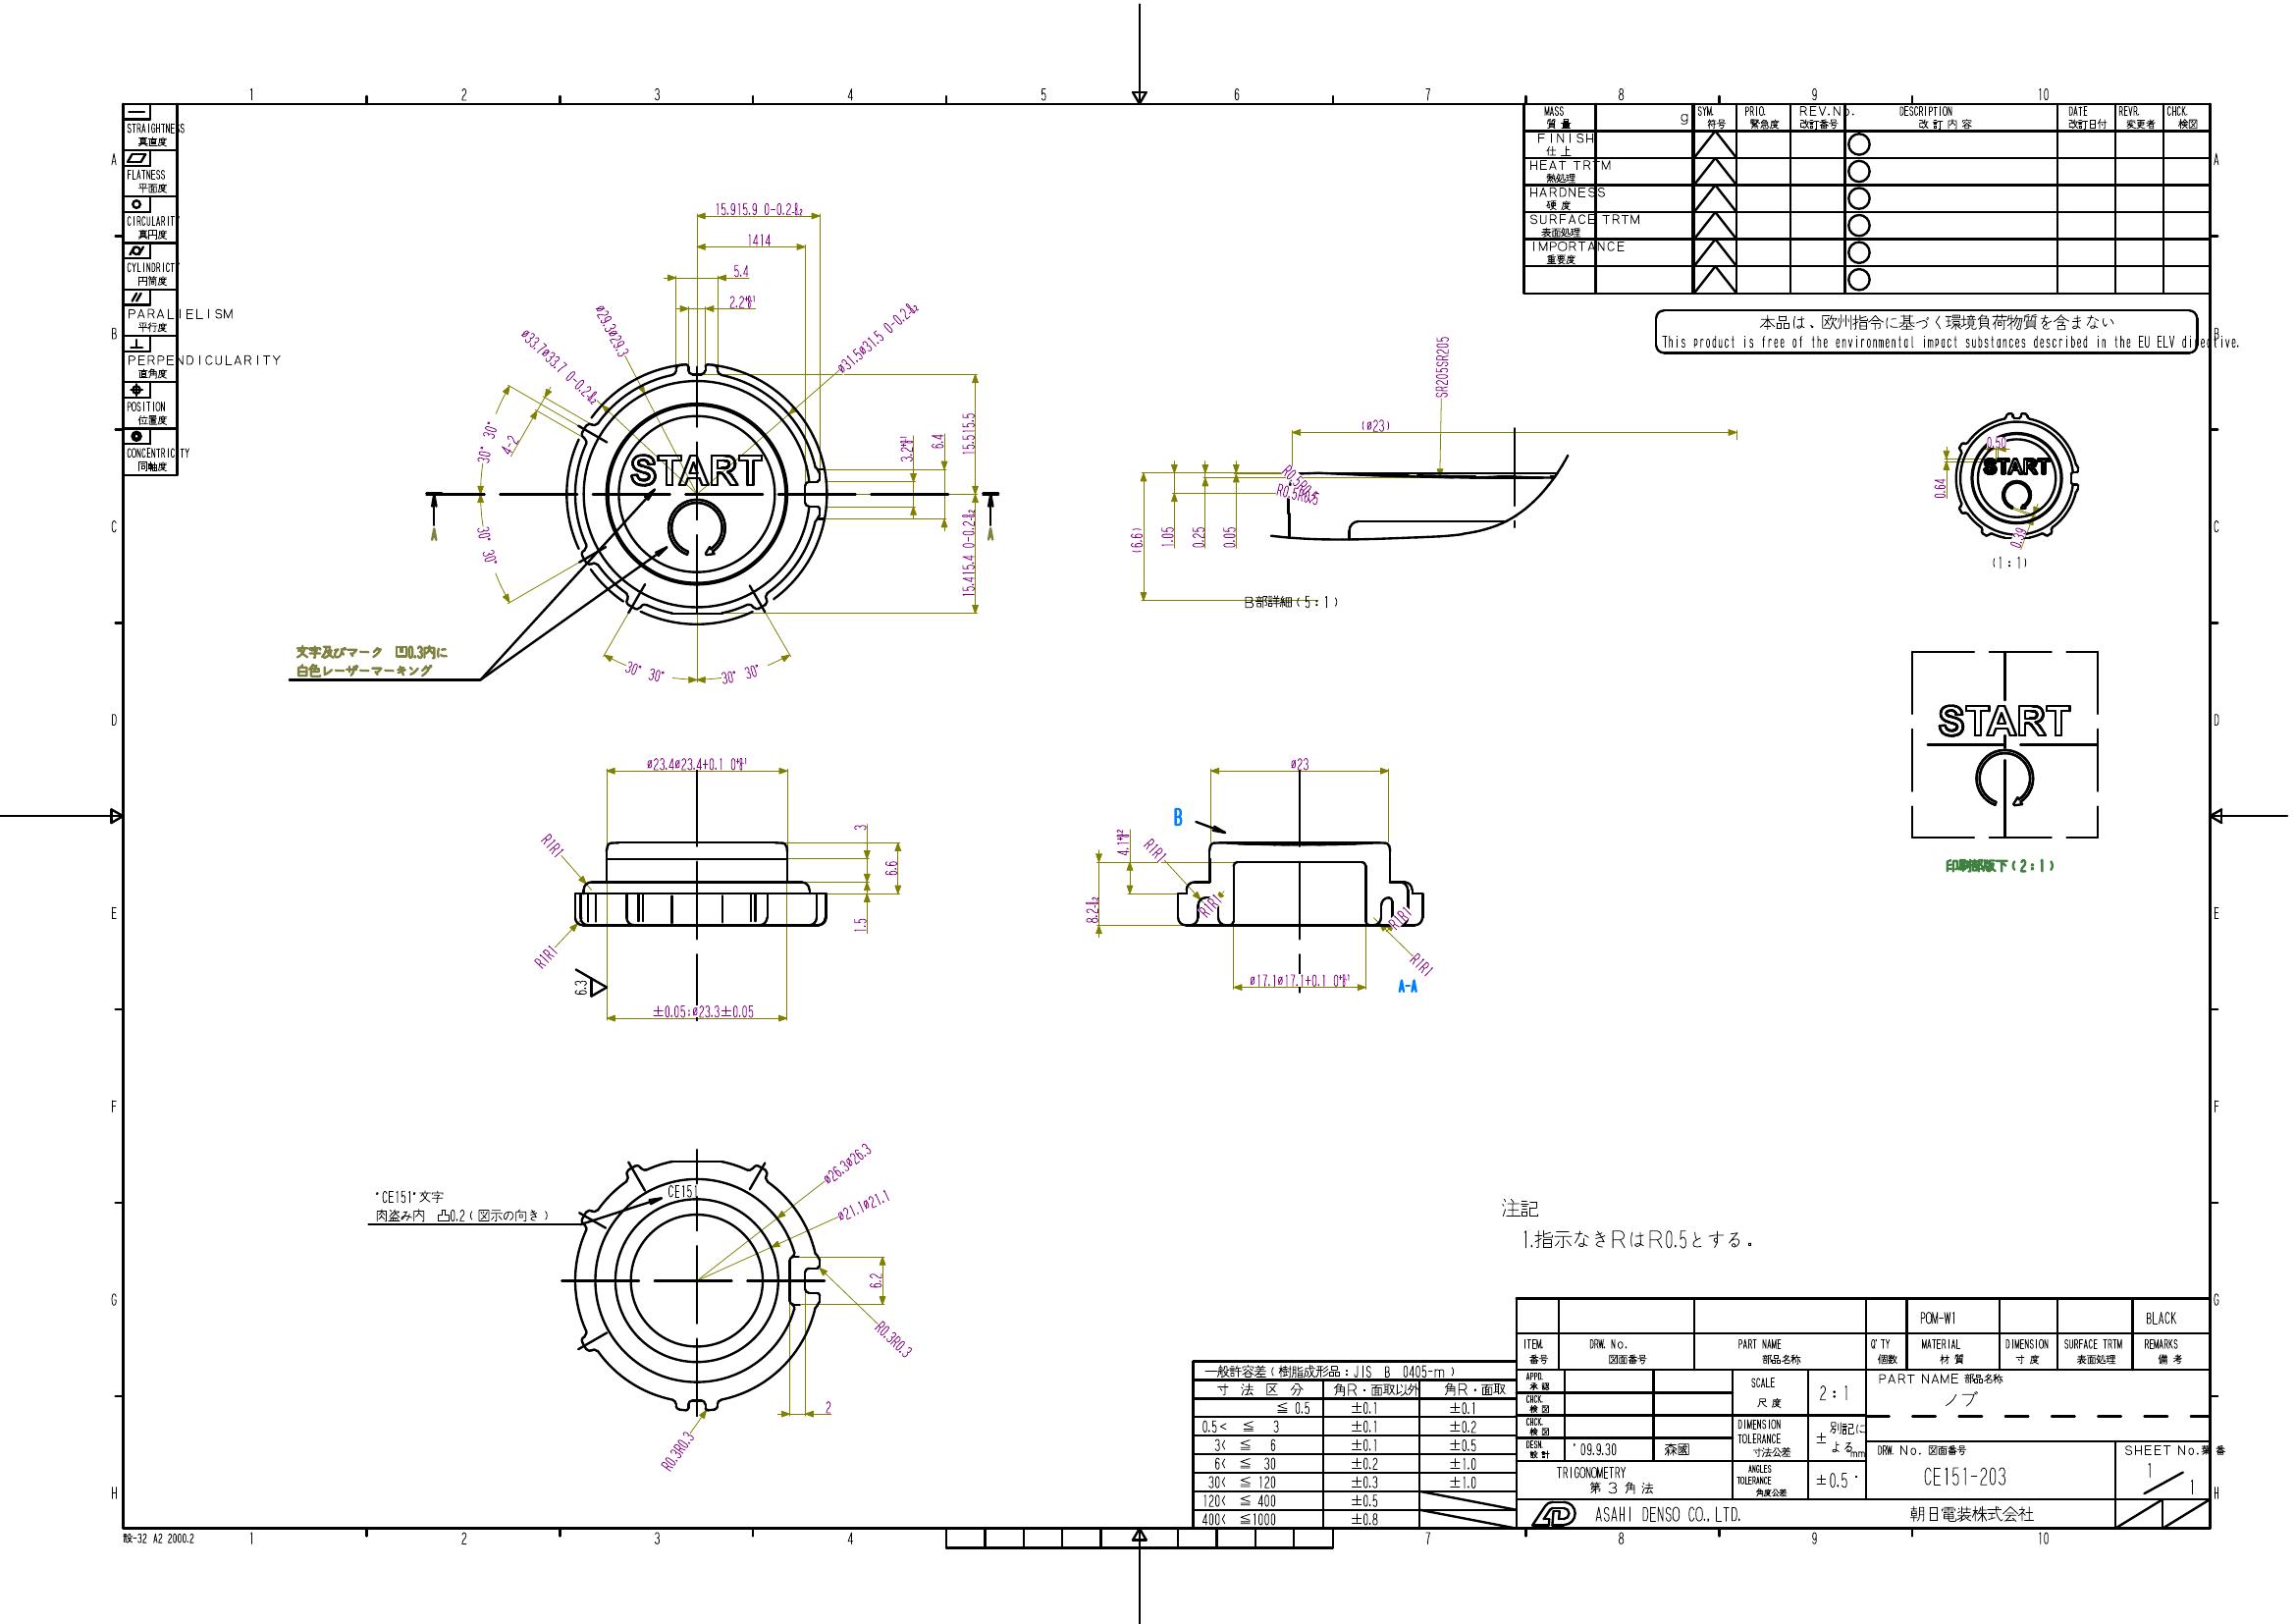 1 2 3 4 5 6 7 8 9 10
STRAIGHTNESS
真直度
FLATNESS
平面度
CIRCULARITY
真円度
CYLINDRICTY
円筒度
PARALIELISM
平行度
PERPENDICULARITY
直角度
POSITION
位置度
CONCENTRICITY
同軸度
A
B
C
D
E
F
G
H
MASS g SYM. PRIO. REV.No. DESCRIPTION DATE REVR. CHCK.
質量 符号 緊急度 改訂番号 改訂内容 改訂日付 変更者 検図
FINISH
仕上
HEAT TRTM
熱処理
HARDNESS
硬度
SURFACE TRTM
表面処理
IMPORTANCE
重要度
本品は、欧州指令に基づく環境負荷物質を含まない
This product is free of the environmental impact substances described in the EU ELV directive.
15.915.9 0-0.2
1414
5.4
2.2
ø33.7ø33.7 0-0.2
ø29.3ø29.3
ø31.5ø31.5 0-0.2
30° 30°
4-2
30° 30°
START
3.2
6.4
15.515.5
15.415.4 0-0.2
A
A
30° 30°
30° 30°
文字及びマーク 凹0.3内に
白色レーザーマーキング
SR205SR205
(ø23)
R0.5R0.5
R0.5R0.5
(6.6)
1.05
0.25
0.05
B部詳細(5:1)
0.50
START
0.64
0.39
(1:1)
START
印刷部版下(2:1)
ø23.4ø23.4+0.1 0
R1R1
3
6.6
1.5
R1R1
6.3
±0.05;ø23.3±0.05
ø23
B
4.1
R1R1
8.2
R1R1
R1R1
R1R1
ø17.1ø17.1+0.1 0
A-A
"CE151"文字
肉盗み内 凸0.2(図示の向き)
CE151
ø26.3ø26.3
ø21.1ø21.1
6.2
R0.3R0.3
2
R0.3R0.3
注記
1.指示なきRはR0.5とする。
一般許容差(樹脂成形品:JIS B 0405-m)
寸法区分 角R・面取以外 角R・面取
≦ 0.5 ±0.1 ±0.1
0.5< ≦ 3 ±0.1 ±0.2
3< ≦ 6 ±0.1 ±0.5
6< ≦ 30 ±0.2 ±1.0
30< ≦ 120 ±0.3 ±1.0
120< ≦ 400 ±0.5
400< ≦1000 ±0.8
POM-W1 BLACK
ITEM. DRW. No. PART NAME Q'TY MATERIAL DIMENSION SURFACE TRTM REMARKS
番号 図面番号 部品名称 個数 材質 寸度 表面処理 備考
APPD.
承認
CHCK.
検図
CHCK.
検図
DESN.
設計
'09.9.30 森國
SCALE
尺度
2:1
DIMENSION
TOLERANCE
寸法公差
± 別記に
よるmm
TRIGONOMETRY
第3角法
ANGLES
TOLERANCE
角度公差
±0.5°
PART NAME 部品名称
ノブ
DRW. No. 図面番号
CE151-203
SHEET No.葉番
1
1
ASAHI DENSO CO., LTD.
朝日電装株式会社
A
B
C
D
E
F
G
H
設-32 A2 2000.2
1 2 3 4 7 8 9 10